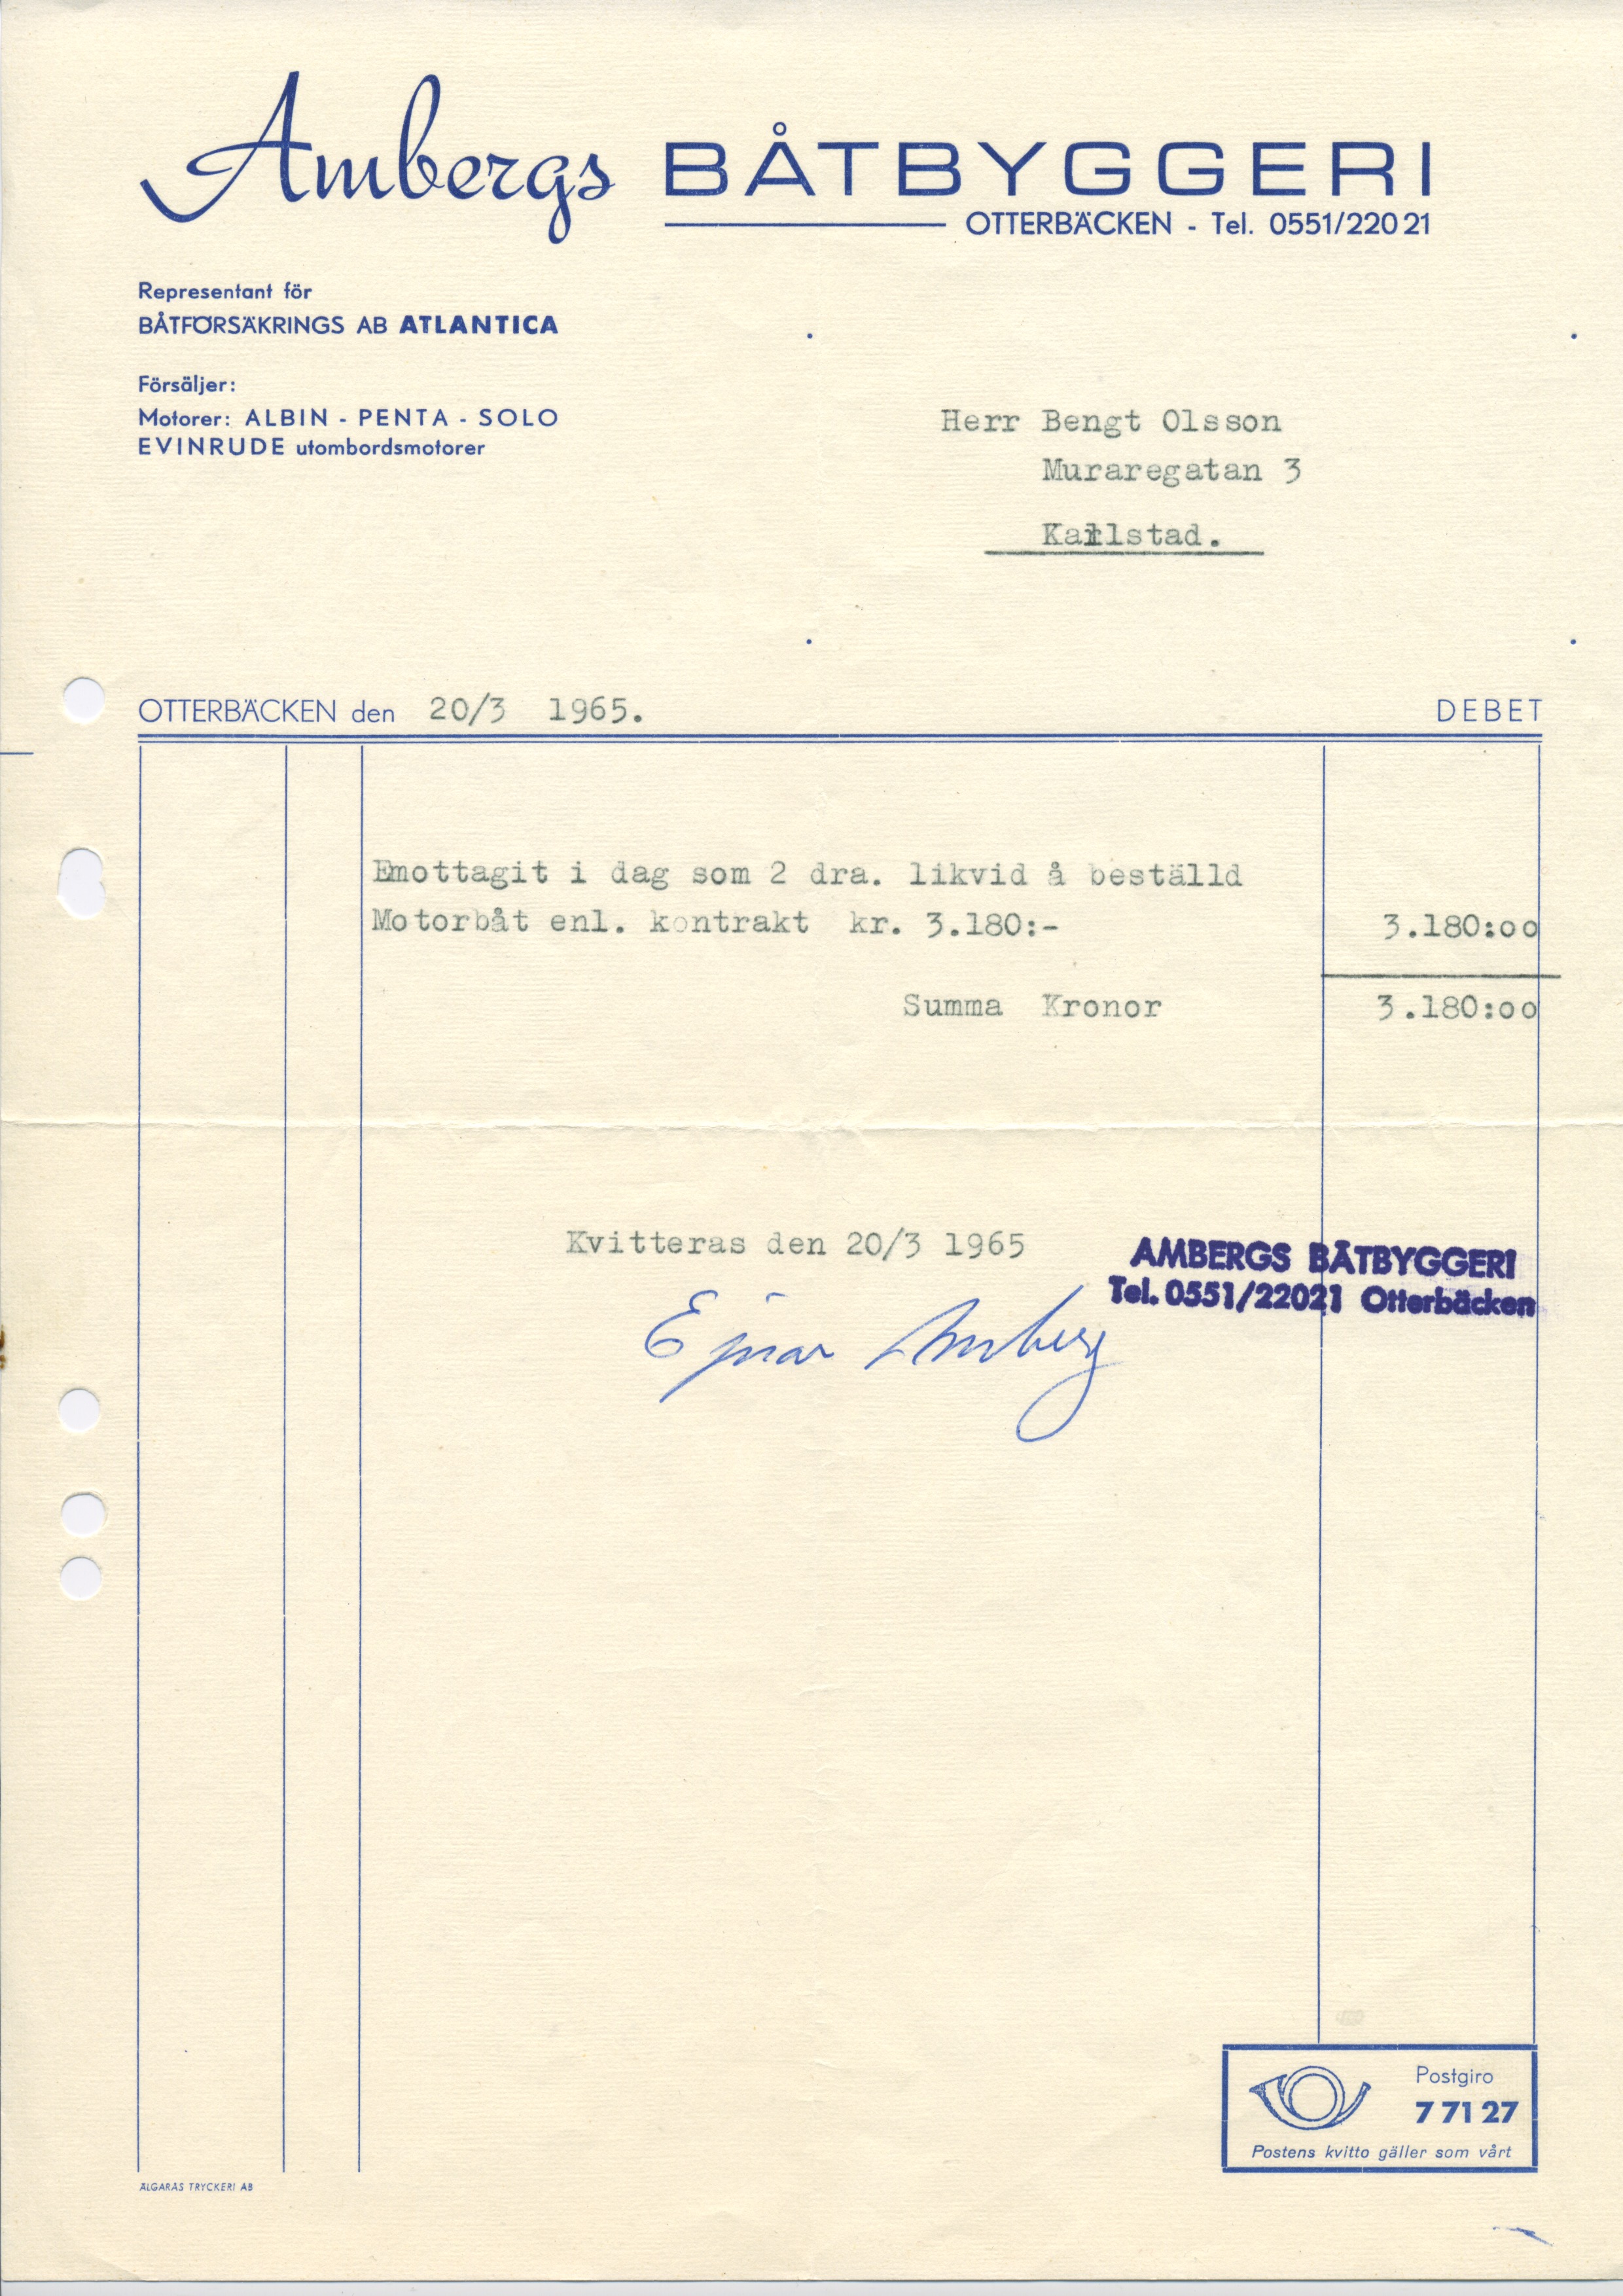 Ambergs BÅTBYGGERI
OTTERBÄCKEN - Tel. 0551/220 21
Representant för
BÅTFÖRSÄKRINGS AB ATLANTICA
Försäljer:
Motorer: ALBIN - PENTA - SOLO
EVINRUDE utombordsmotorer
Herr Bengt Olsson
Muraregatan 3
Karlstad.
OTTERBÄCKEN den 20/3 1965.
DEBET
Emottagit i dag som 2 dra. likvid å beställd
Motorbåt enl. kontrakt kr. 3.180:- 3.180:00
Summa Kronor 3.180:00
Kvitteras den 20/3 1965
AMBERGS BÅTBYGGERI
Tel. 0551/22021 Otterbäcken
Ejnar Amberg
Postgiro
7 71 27
Postens kvitto gäller som vårt
ÄLGARÅS TRYCKERI AB